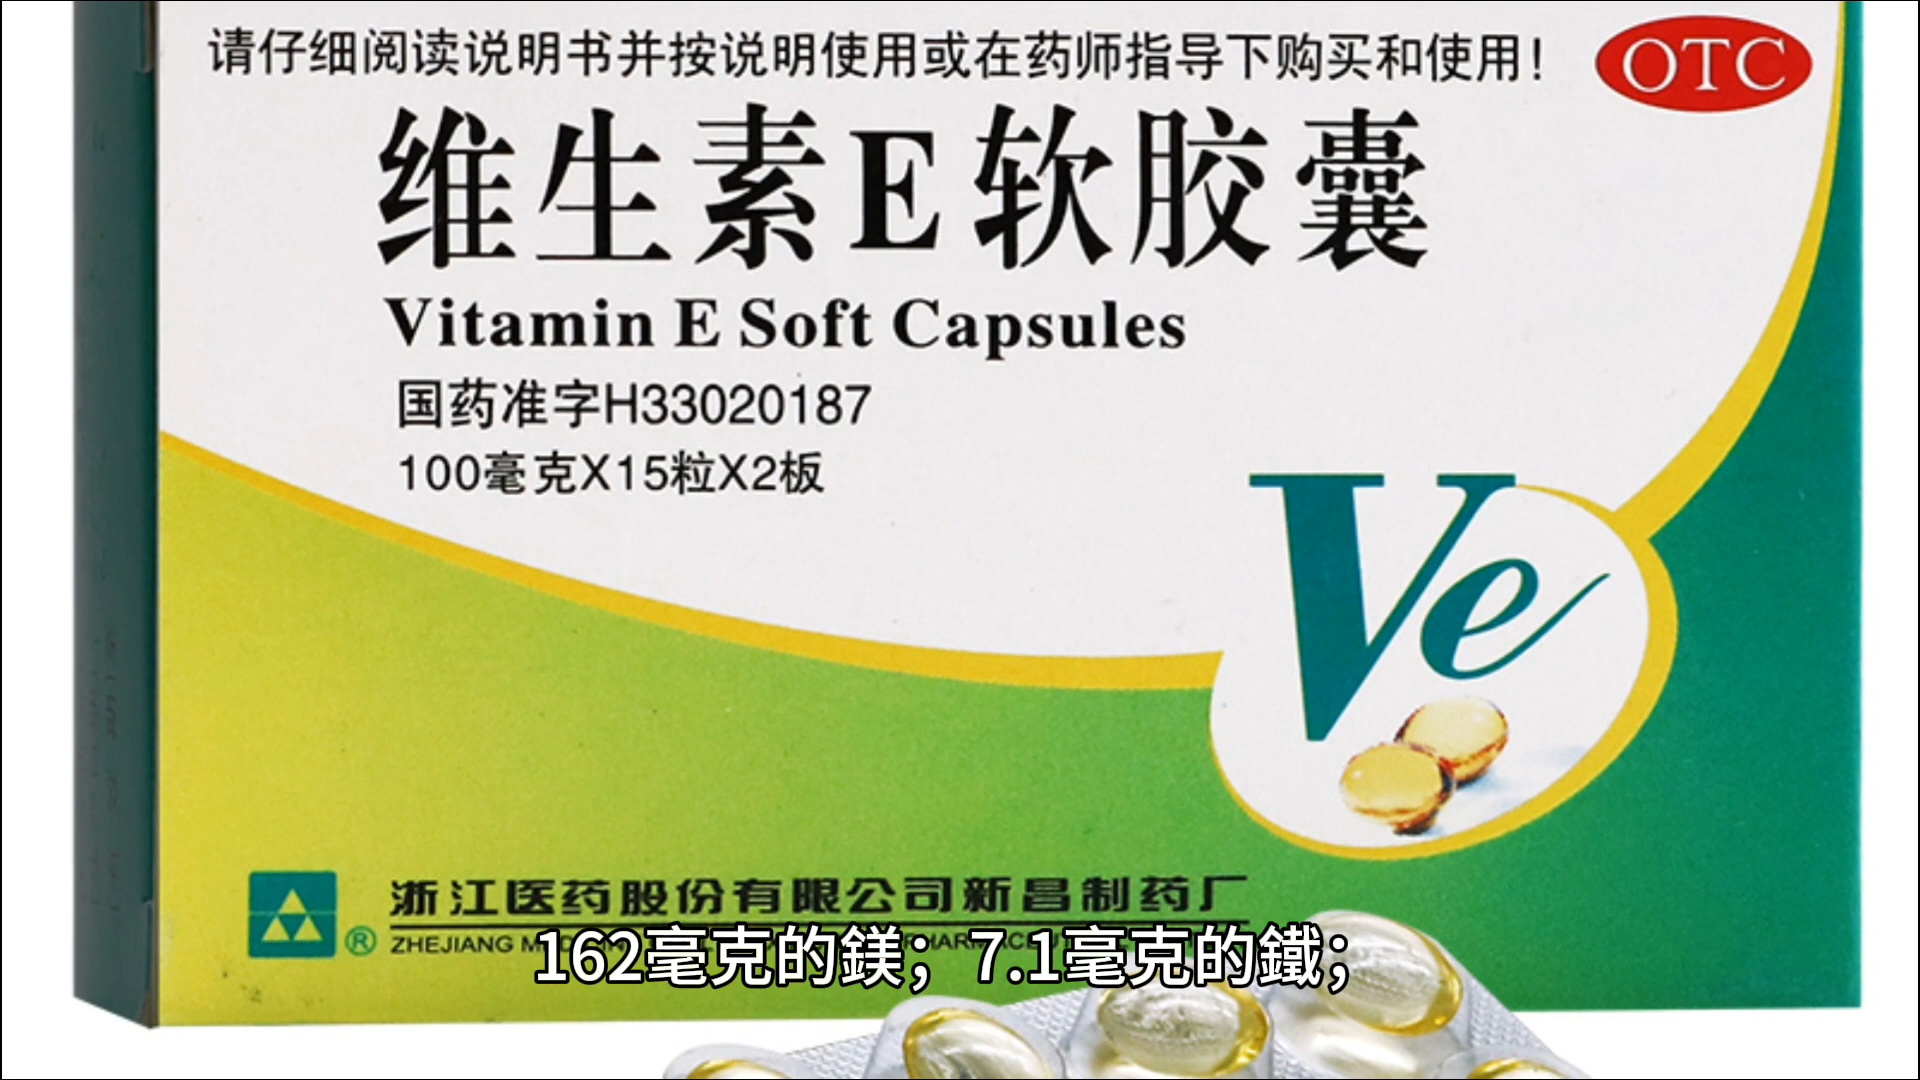 请仔细阅读说明书并按说明使用或在药师指导下购买和使用！
OTC
维生素E软胶囊
Vitamin E Soft Capsules
国药准字H33020187
100毫克X15粒X2板
Ve
浙江医药股份有限公司新昌制药厂
®
ZHEJIANG
162毫克的鎂；7.1毫克的鐵；